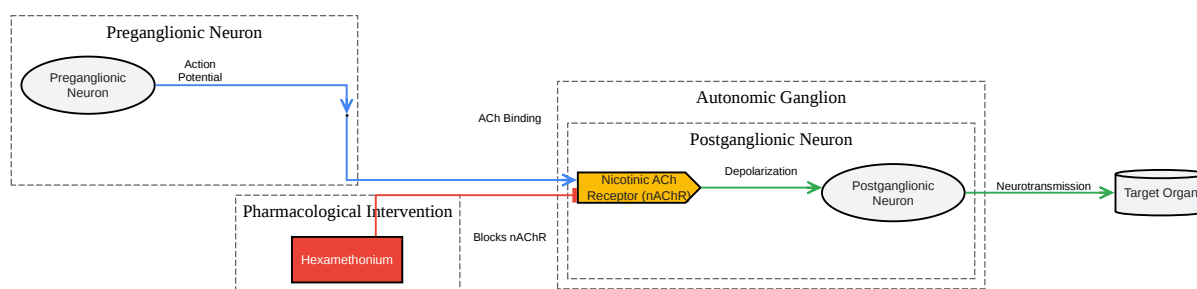 Preganglionic Neuron
Action
Potential
Preganglionic
Neuron
Autonomic Ganglion
ACh Binding
Postganglionic Neuron
Nicotinic ACh
Receptor (nAChR)
Depolarization
Postganglionic
Neuron
Neurotransmission
Target Organ
Pharmacological Intervention
Blocks nAChR
Hexamethonium